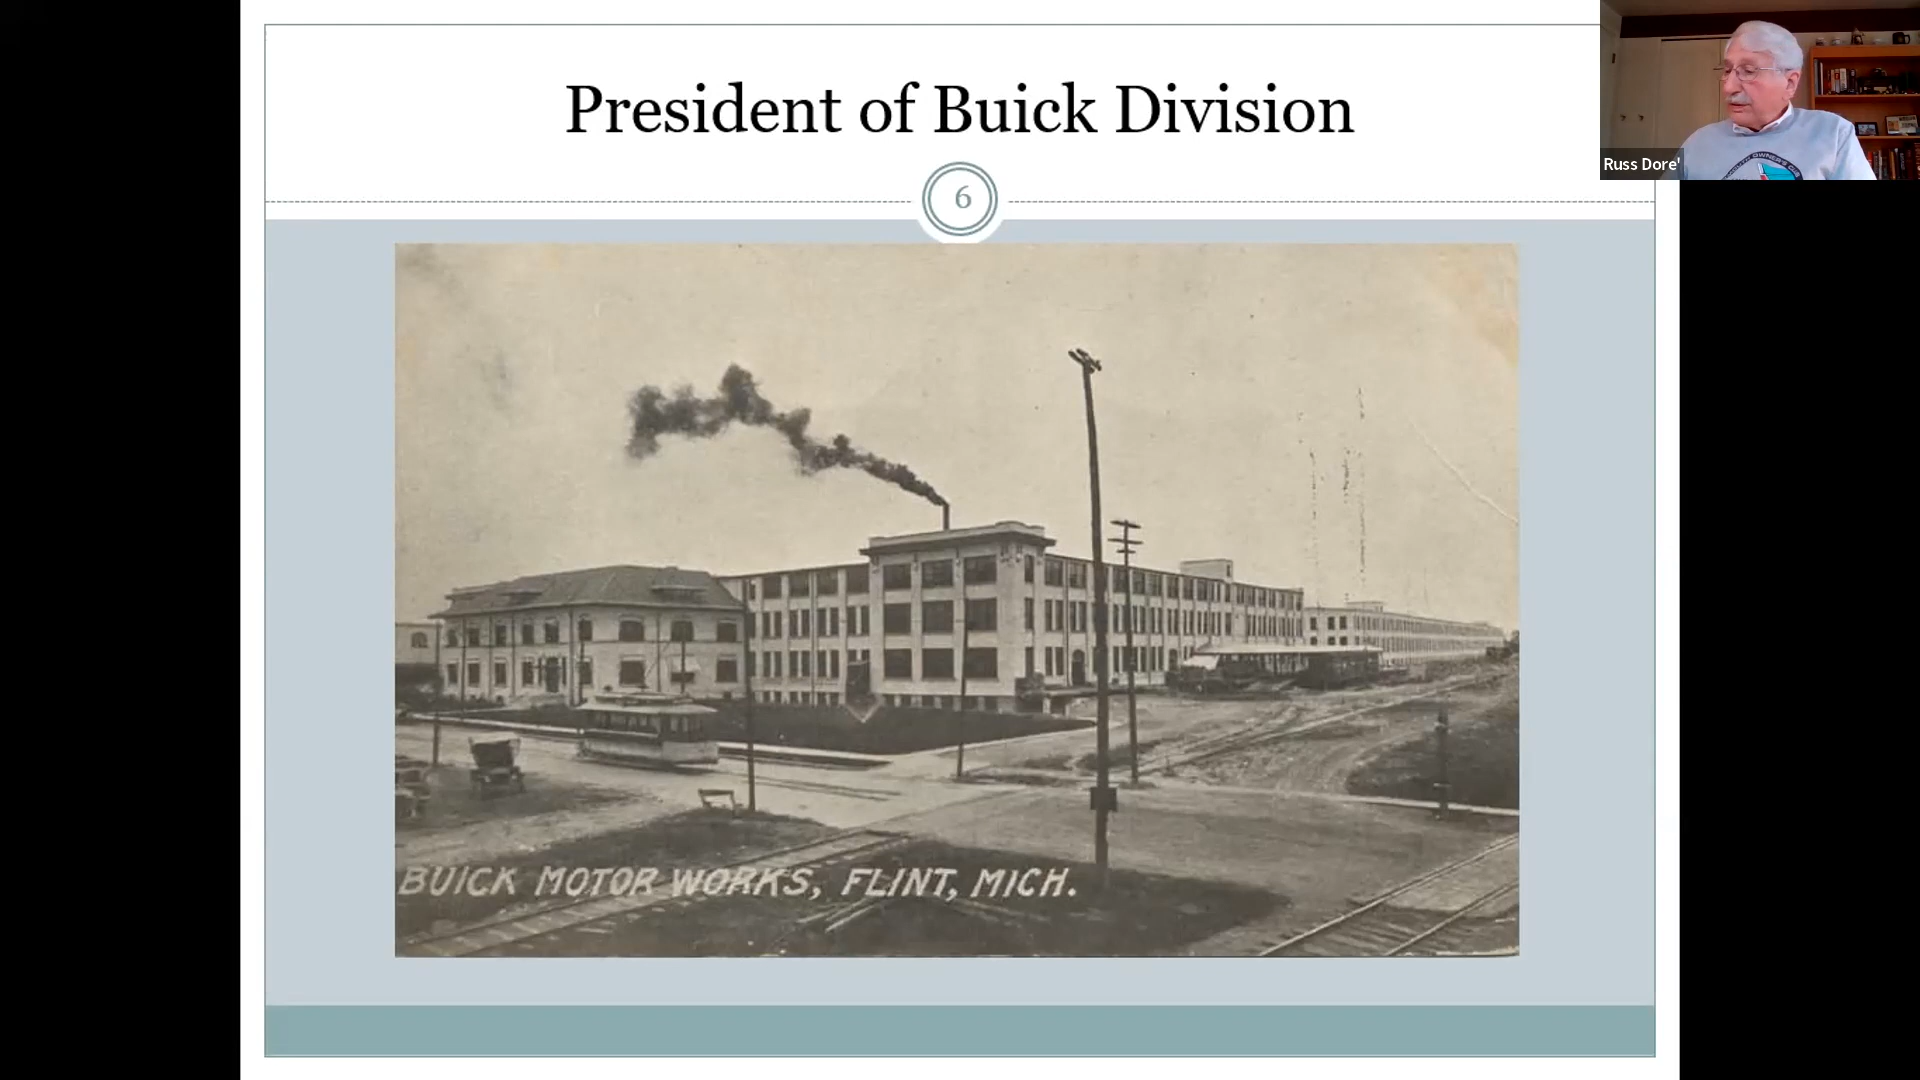 President of Buick Division
6
Russ Dore'
BUICK MOTOR WORKS, FLINT, MICH.